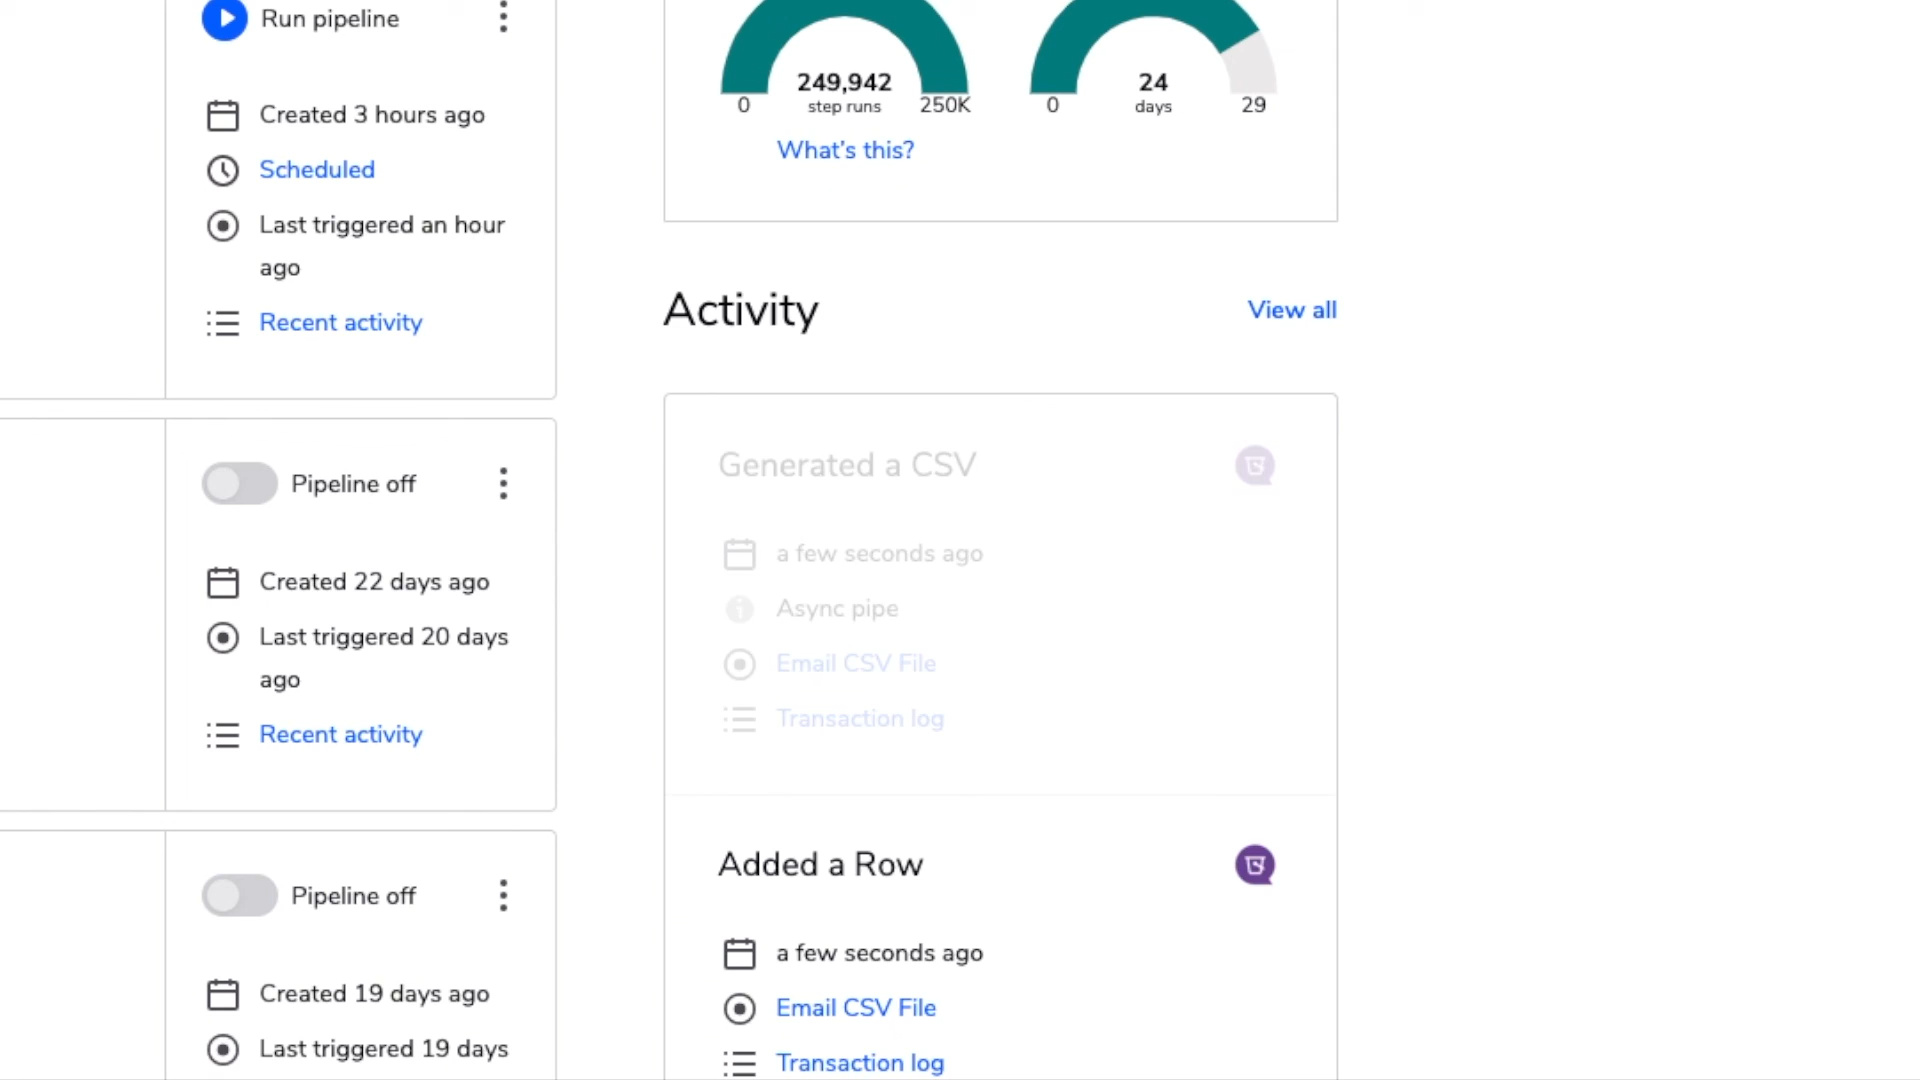 Run pipeline
Created 3 hours ago
Scheduled
Last triggered an hour
ago
Recent activity
Pipeline off
Created 22 days ago
Last triggered 20 days
ago
Recent activity
Pipeline off
Created 19 days ago
Last triggered 19 days
249,942
step runs
0
250K
What's this?
24
days
0
29
Activity
View all
Generated a CSV
a few seconds ago
Async pipe
Email CSV File
Transaction log
Added a Row
a few seconds ago
Email CSV File
Transaction log